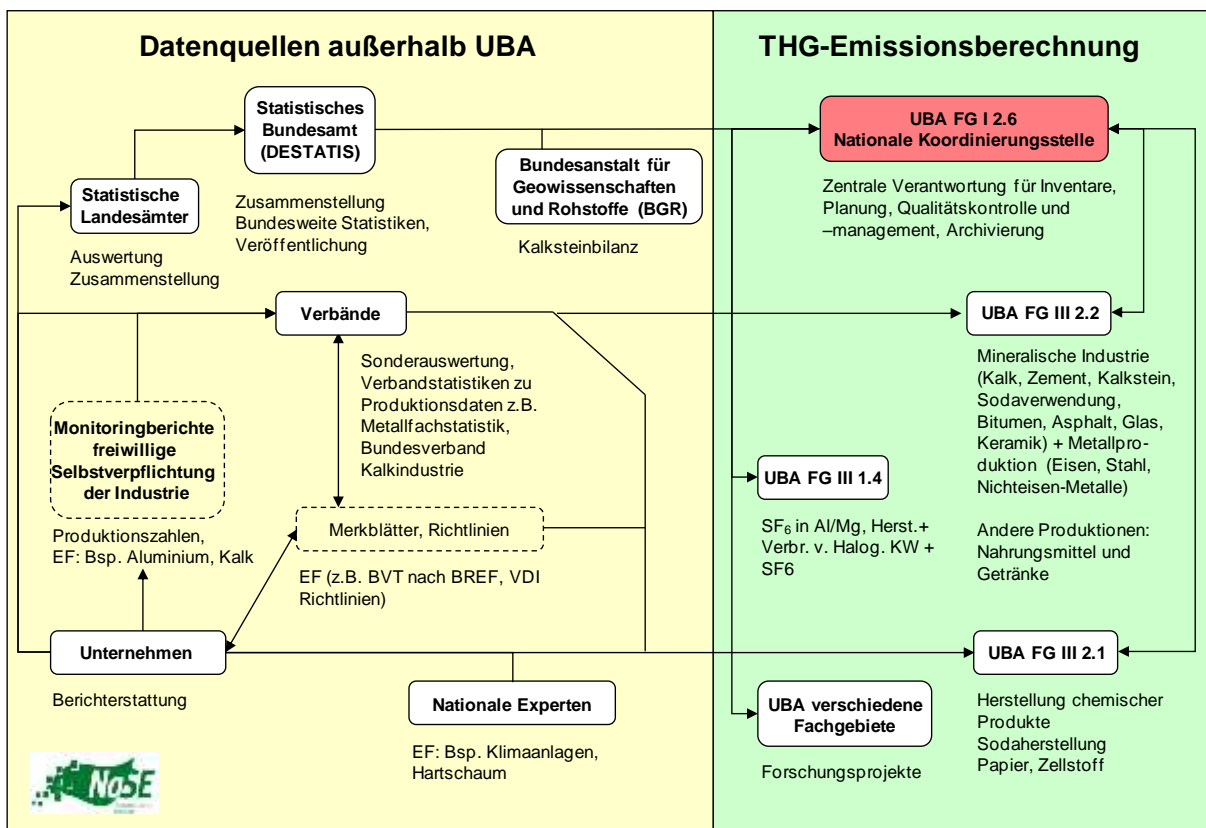 Datenquellen außerhalb UBA
Statistisches
Bundesamt
(DESTATIS)
Bundesanstalt für
Geowissenschaften
und Rohstoffe (BGR)
Statistische
Landesämter
Zusammenstellung
Bundesweite Statistiken,
Veröffentlichung
Kalksteinbilanz
Auswertung
Zusammenstellung
Verbände
Sonderauswertung,
Verbandstatistiken zu
Produktionsdaten z.B.
Metallfachstatistik,
Bundesverband
Kalkindustrie
Monitoringberichte
freiwillige
Selbstverpflichtung
der Industrie
Produktionszahlen,
EF: Bsp. Aluminium, Kalk
Merkblätter, Richtlinien
EF (z.B. BVT nach BREF, VDI
Richtlinien)
Unternehmen
Berichterstattung
Nationale Experten
EF: Bsp. Klimaanlagen,
Hartschaum
NaSE
THG-Emissionsberechnung
UBA FG I 2.6
Nationale Koordinierungsstelle
Zentrale Verantwortung für Inventare,
Planung, Qualitätskontrolle und
–management, Archivierung
UBA FG III 2.2
Mineralische Industrie
(Kalk, Zement, Kalkstein,
Sodaverwendung,
Bitumen, Asphalt, Glas,
Keramik) + Metallpro-
duktion (Eisen, Stahl,
Nichteisen-Metalle)
Andere Produktionen:
Nahrungsmittel und
Getränke
UBA FG III 1.4
SF6 in Al/Mg, Herst.+
Verbr. v. Halog. KW +
SF6
UBA FG III 2.1
Herstellung chemischer
Produkte
Sodaherstellung
Papier, Zellstoff
UBA verschiedene
Fachgebiete
Forschungsprojekte